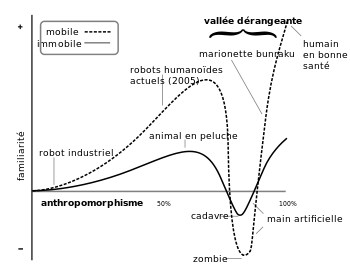 +
mobile
immobile
vallée dérangeante
marionette bunraku
humain
en bonne
santé
robots humanoïdes
actuels (2005)
animal en peluche
robot industriel
familiarité
anthropomorphisme
50%
100%
cadavre
main artificielle
zombie
−